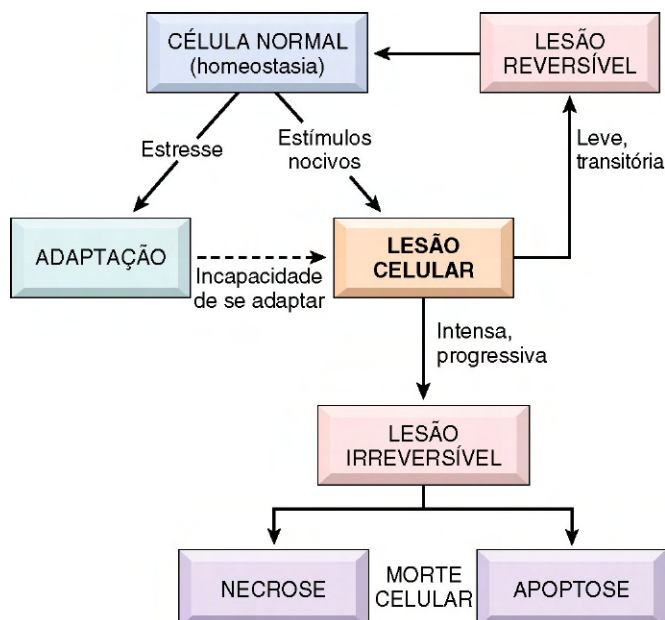 CÉLULA NORMAL
(homeostasia)
LESÃO
REVERSÍVEL
Estresse
Estímulos
nocivos
Leve,
transitória
ADAPTAÇÃO
Incapacidade
de se adaptar
LESÃO
CELULAR
Intensa,
progressiva
LESÃO
IRREVERSÍVEL
NECROSE
MORTE
CELULAR
APOPTOSE